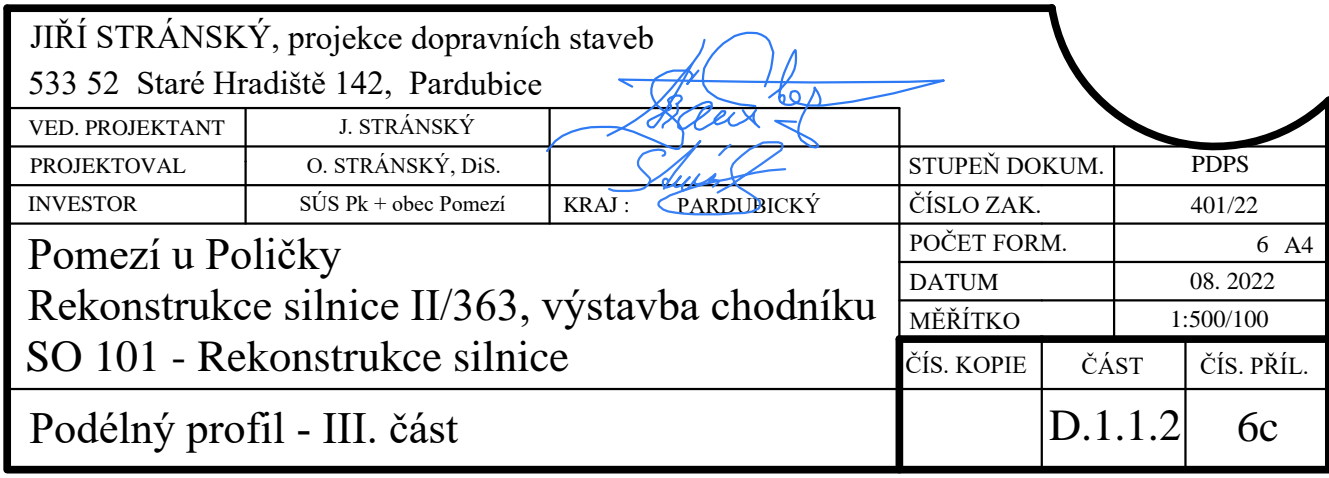 JIŘÍ STRÁNSKÝ, projekce dopravních staveb
533 52 Staré Hradiště 142, Pardubice
VED. PROJEKTANT J. STRÁNSKÝ
PROJEKTOVAL O. STRÁNSKÝ, DiS.
INVESTOR SÚS Pk + obec Pomezí KRAJ : PARDUBICKÝ
STUPEŇ DOKUM. PDPS
ČÍSLO ZAK. 401/22
POČET FORM. 6 A4
DATUM 08. 2022
MĚŘÍTKO 1:500/100
Pomezí u Poličky
Rekonstrukce silnice II/363, výstavba chodníku
SO 101 - Rekonstrukce silnice
Podélný profil - III. část
ČÍS. KOPIE ČÁST ČÍS. PŘÍL.
D.1.1.2 6c